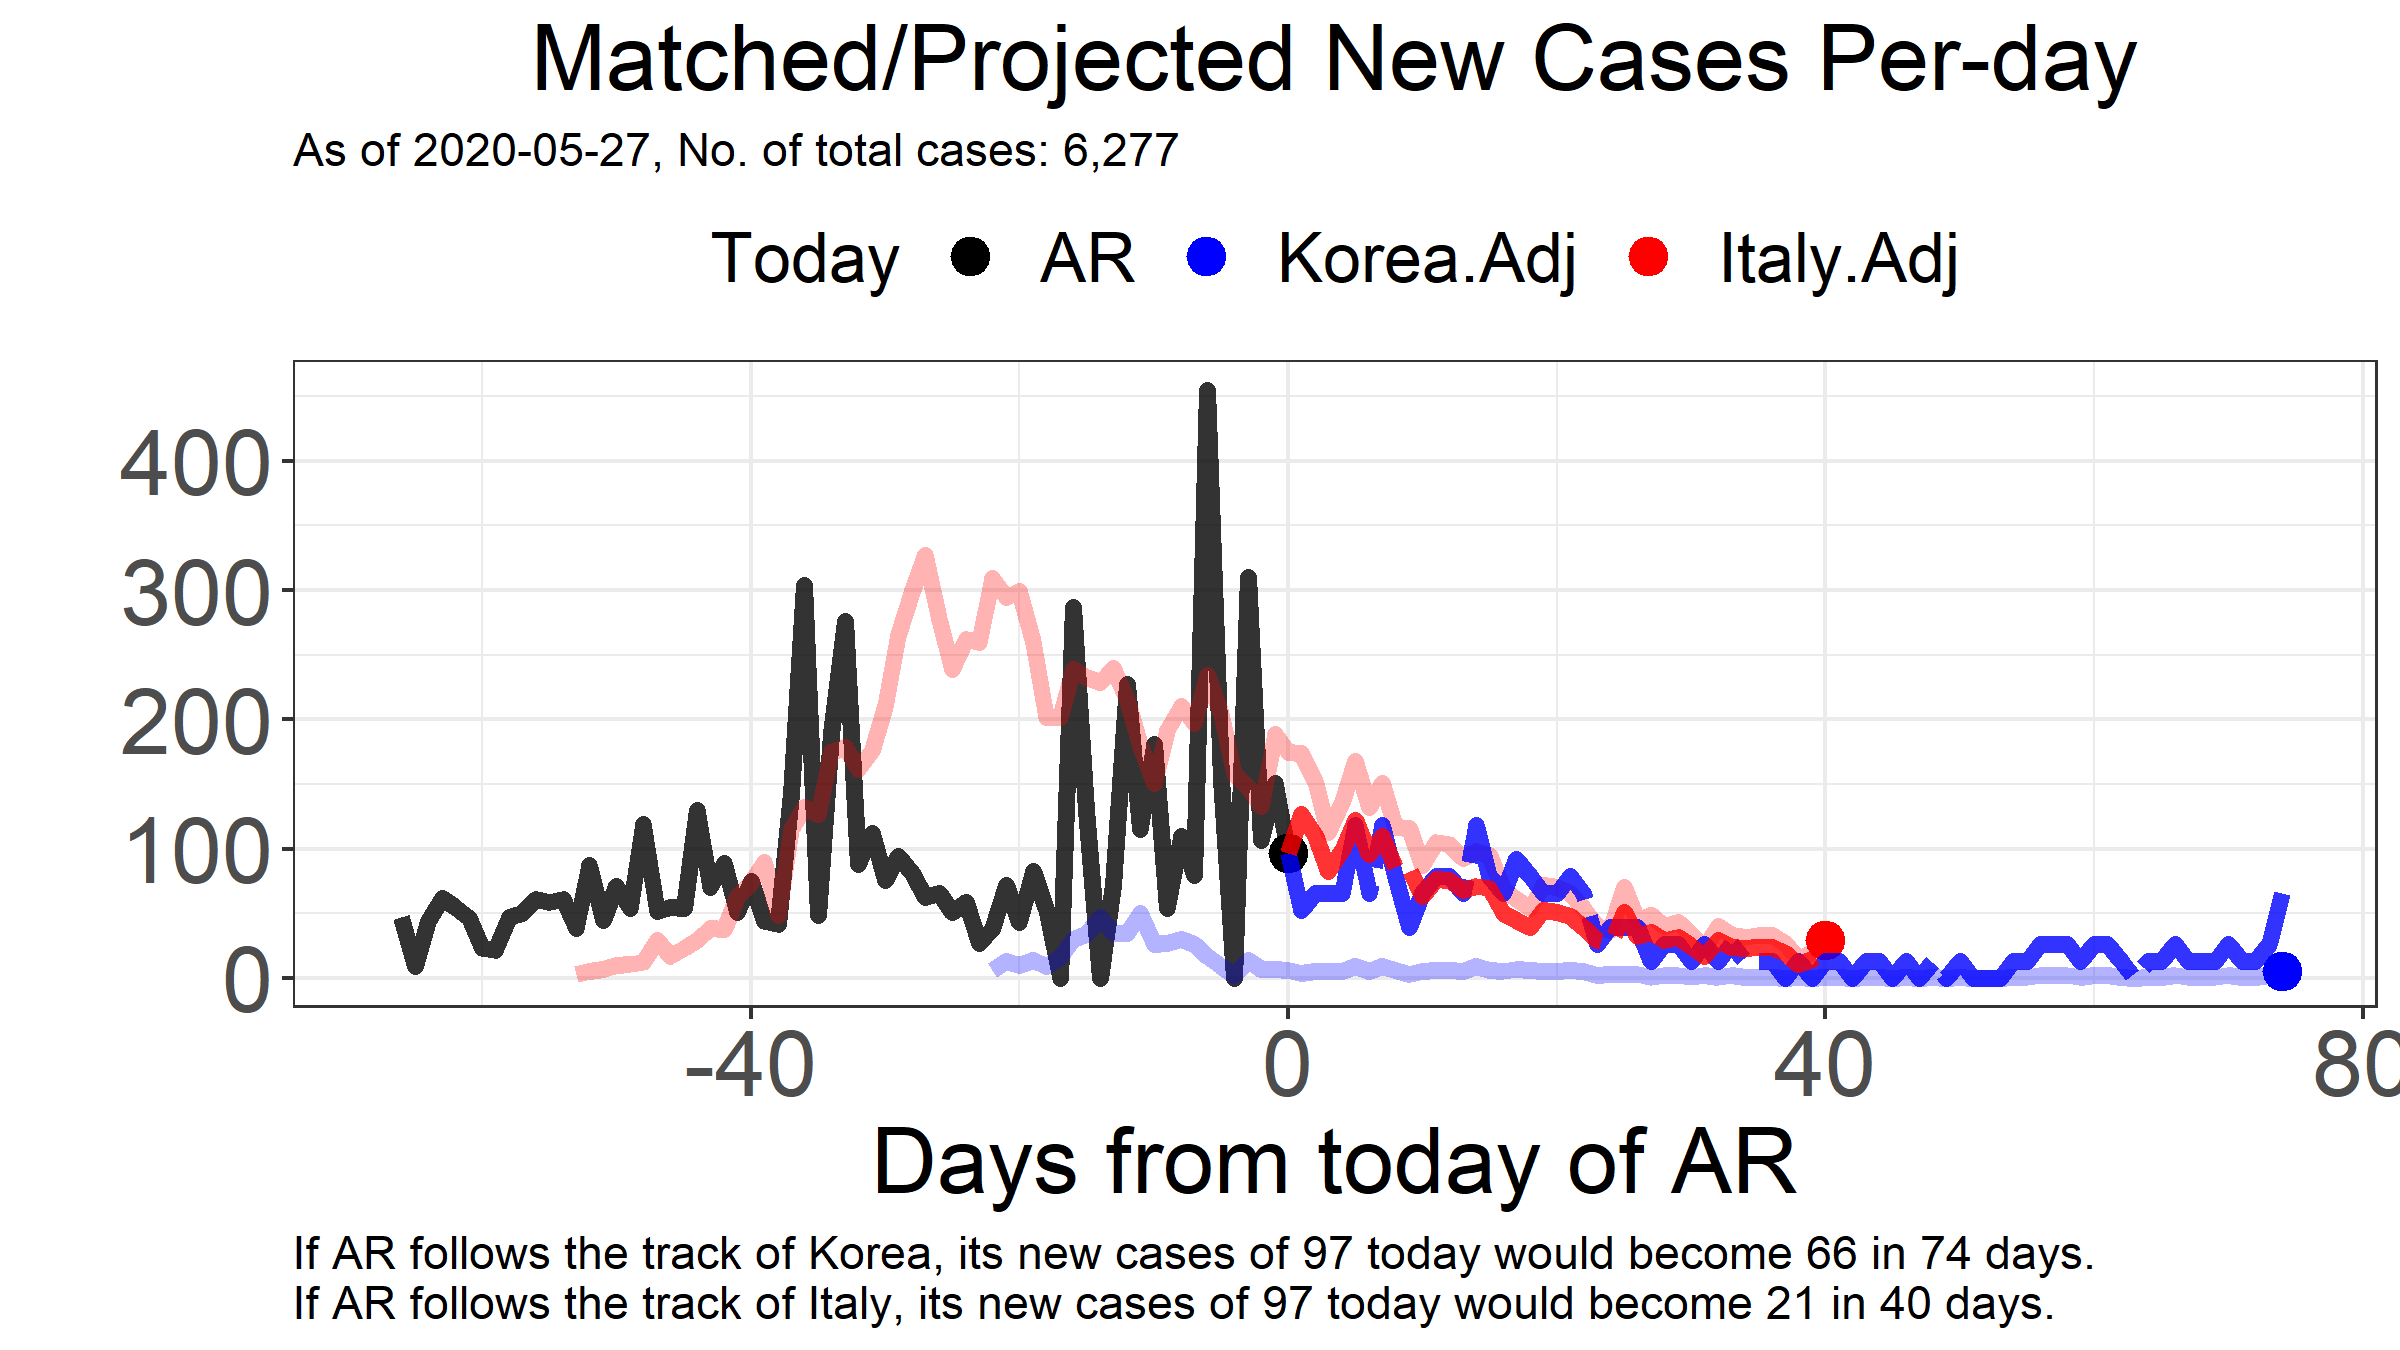 Matched/Projected New Cases Per-day
As of 2020-05-27, No. of total cases: 6,277
Today AR Korea.Adj Italy.Adj
400
300
200
100
0
-40 0 40 80
Days from today of AR
If AR follows the track of Korea, its new cases of 97 today would become 66 in 74 days.
If AR follows the track of Italy, its new cases of 97 today would become 21 in 40 days.